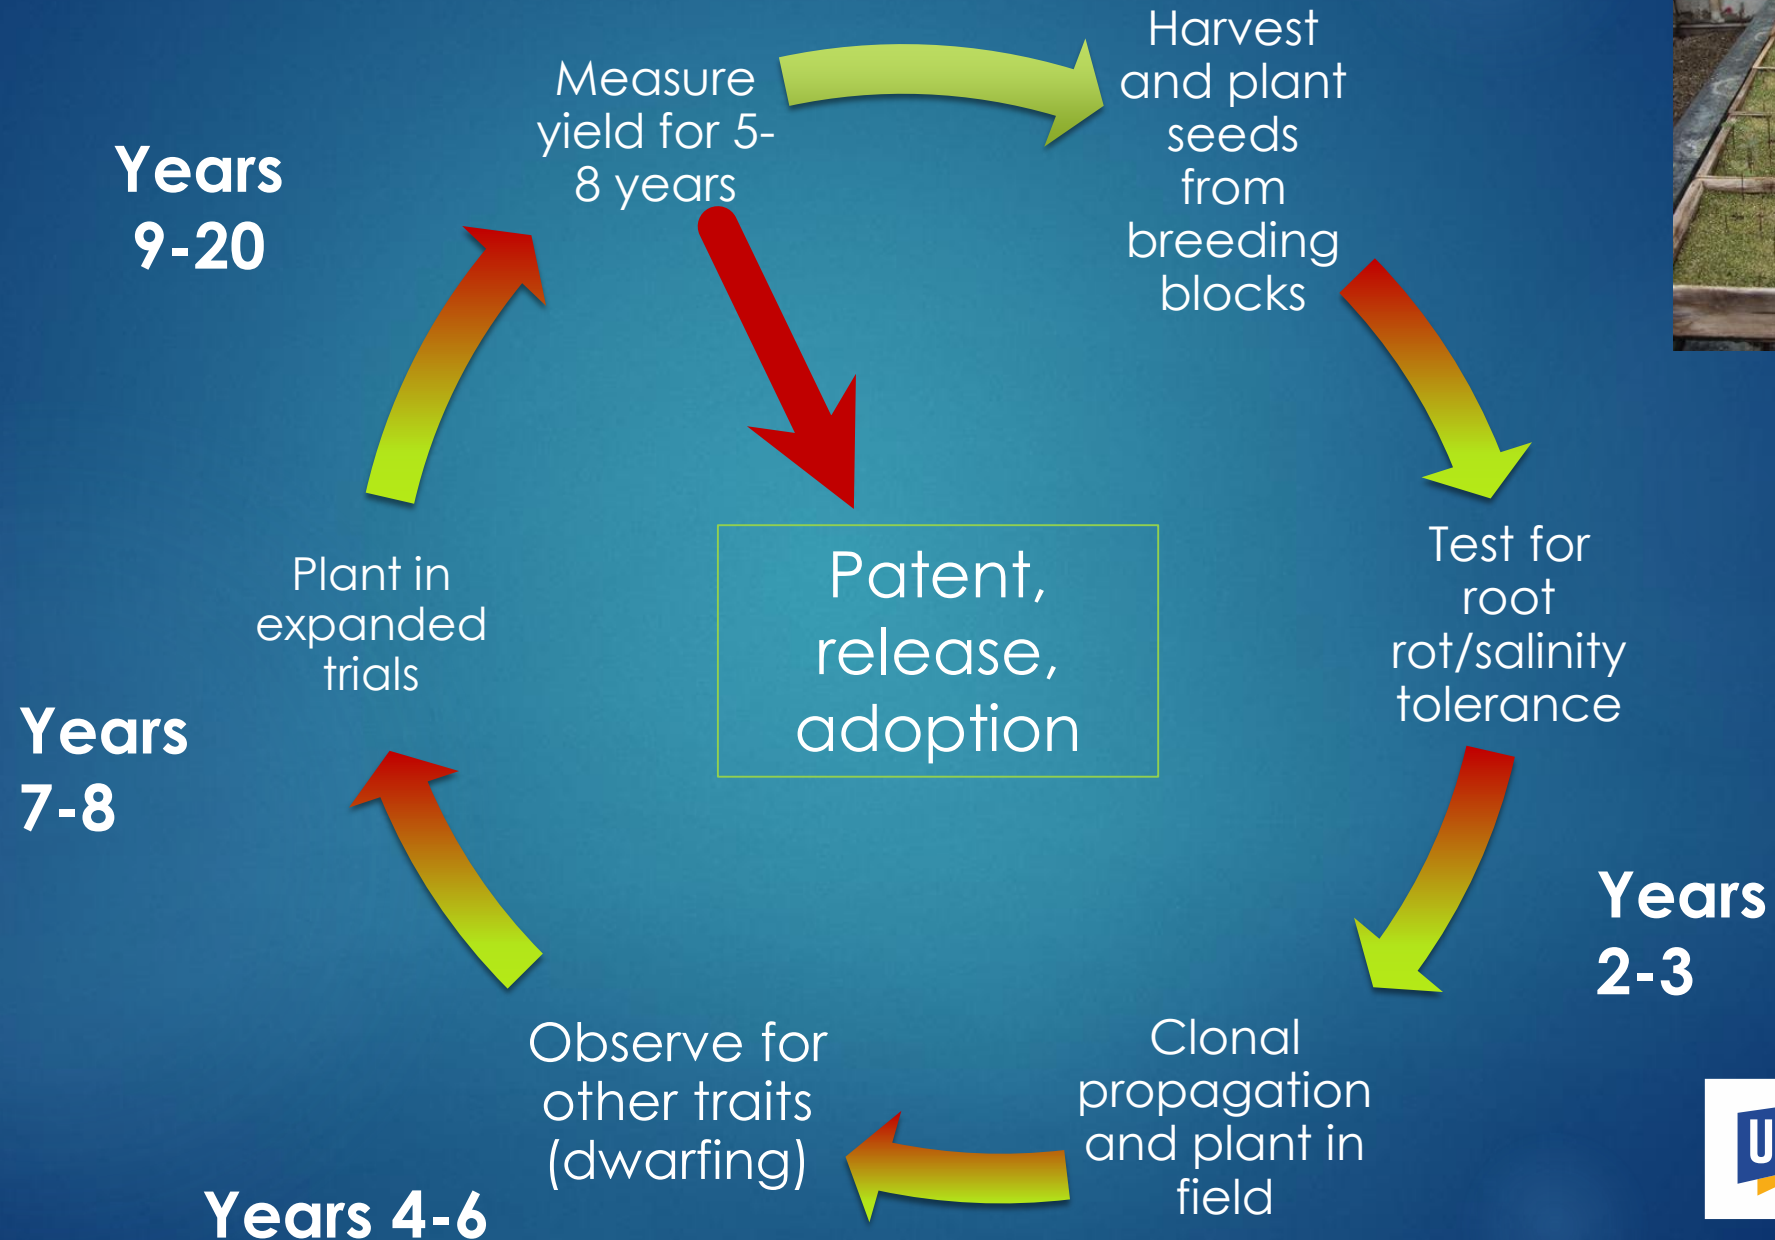 Measure
yield for 5-
8 years
Harvest
and plant
seeds
from
breeding
blocks
Test for
root
rot/salinity
tolerance
Years
2-3
Clonal
propagation
and plant in
field
Observe for
other traits
(dwarfing)
Years 4-6
Plant in
expanded
trials
Years
7-8
Years
9-20
Patent,
release,
adoption